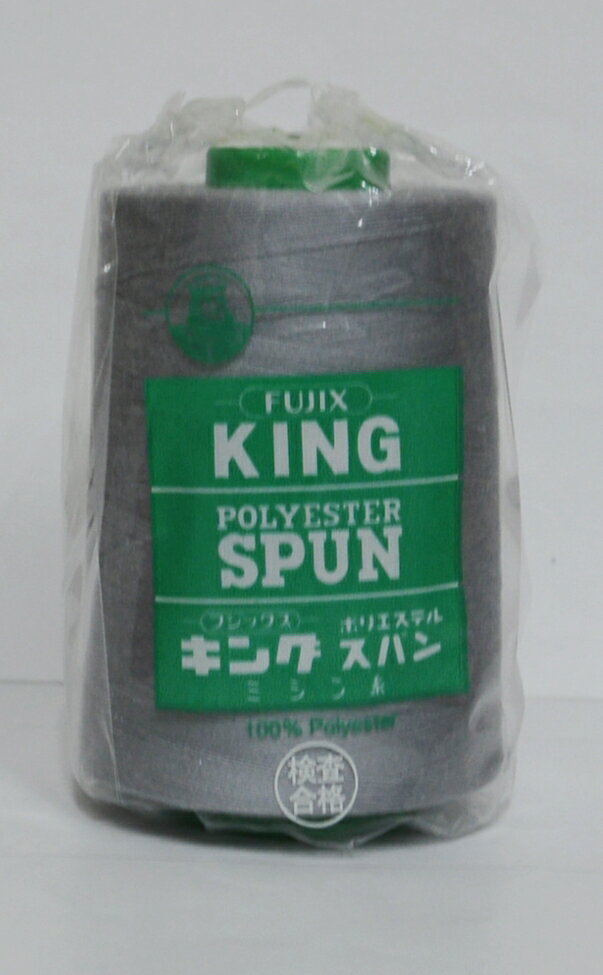 FUJIX
KING
POLYESTER
SPUN
フジックス ポリエステル
キング スパン
ミシン糸
100% Polyester
検査
合格